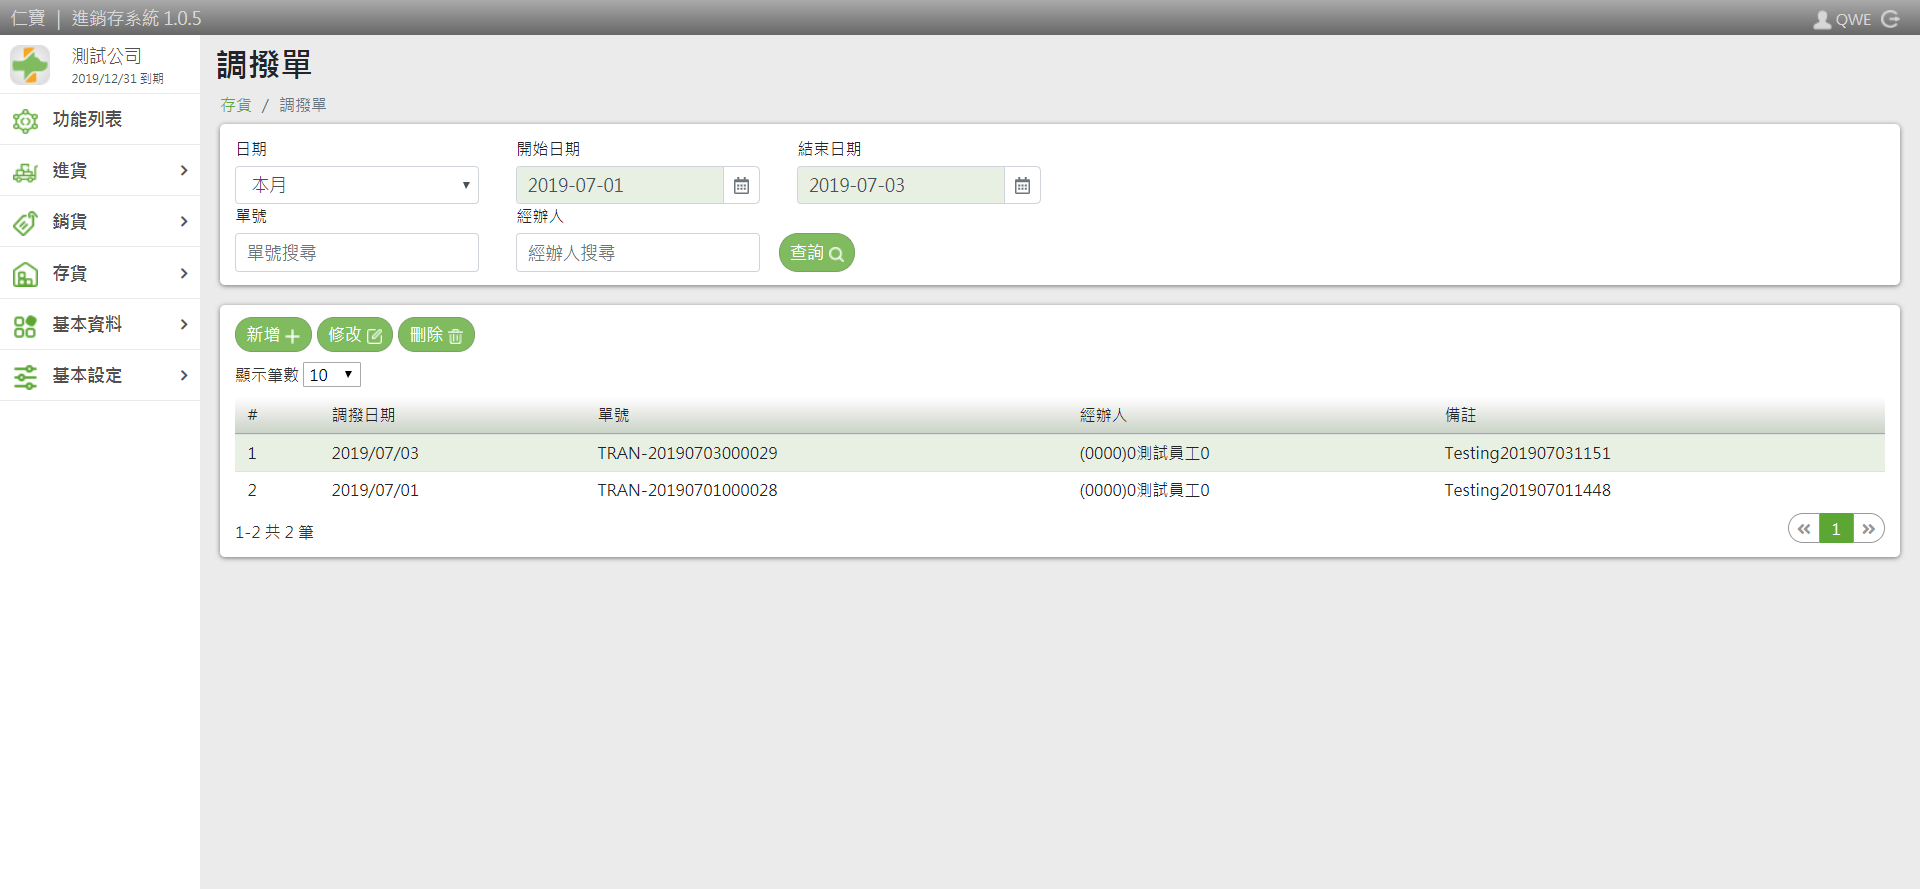 仁寶 | 進銷存系統 1.0.5
QWE
測試公司
2019/12/31 到期
功能列表
進貨
銷貨
存貨
基本資料
基本設定
調撥單
存貨 / 調撥單
日期 開始日期 結束日期
本月 2019-07-01 2019-07-03
單號 經辦人
單號搜尋 經辦人搜尋 查詢
新增 修改 刪除
顯示筆數 10
# 調撥日期 單號 經辦人 備註
1 2019/07/03 TRAN-20190703000029 (0000)0測試員工0 Testing201907031151
2 2019/07/01 TRAN-20190701000028 (0000)0測試員工0 Testing201907011448
1-2 共 2 筆
« 1 »